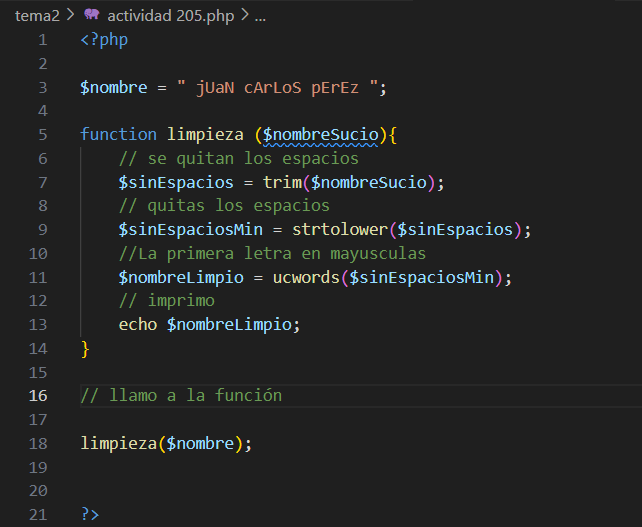 tema2 > actividad 205.php > ...
1 <?php
2
3 $nombre = " jUaN cArLoS pErEz ";
4
5 function limpieza ($nombreSucio){
6 // se quitan los espacios
7 $sinEspacios = trim($nombreSucio);
8 // quitas los espacios
9 $sinEspaciosMin = strtolower($sinEspacios);
10 //La primera letra en mayusculas
11 $nombreLimpio = ucwords($sinEspaciosMin);
12 // imprimo
13 echo $nombreLimpio;
14 }
15
16 // llamo a la función
17
18 limpieza($nombre);
19
20
21 ?>